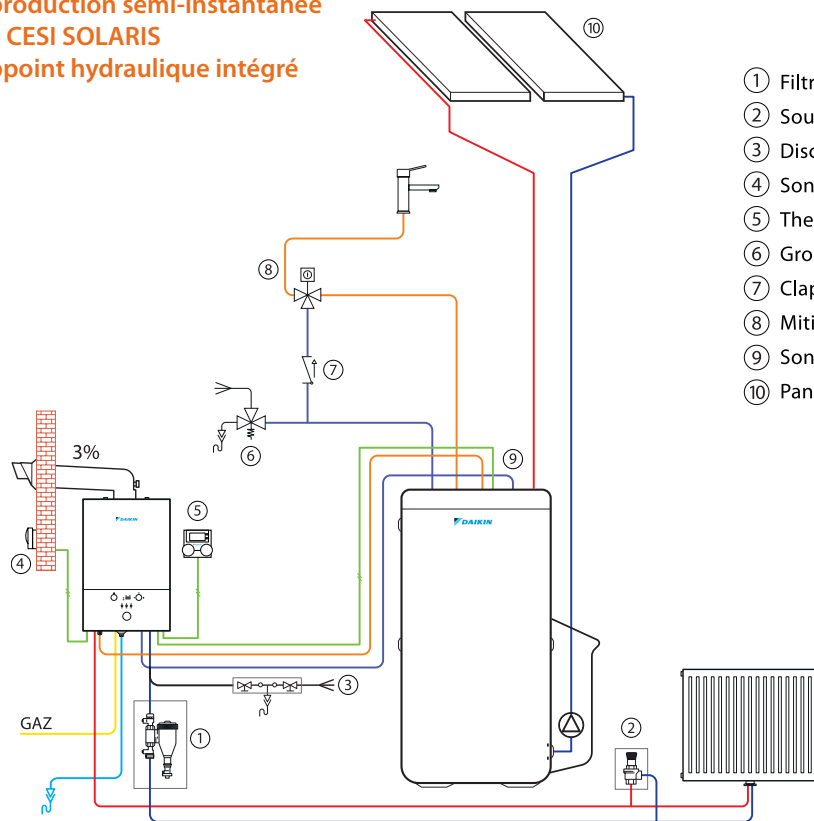 production semi-instantanée
CESI SOLARIS
point hydraulique intégré
10
1 Filtr
2 Sou
3 Disc
4 Son
5 The
6 Gro
7 Clap
8 Miti
9 Son
10 Pan
8
7
6
9
3%
DAIKIN
5
DAIKIN
4
3
GAZ
1
2